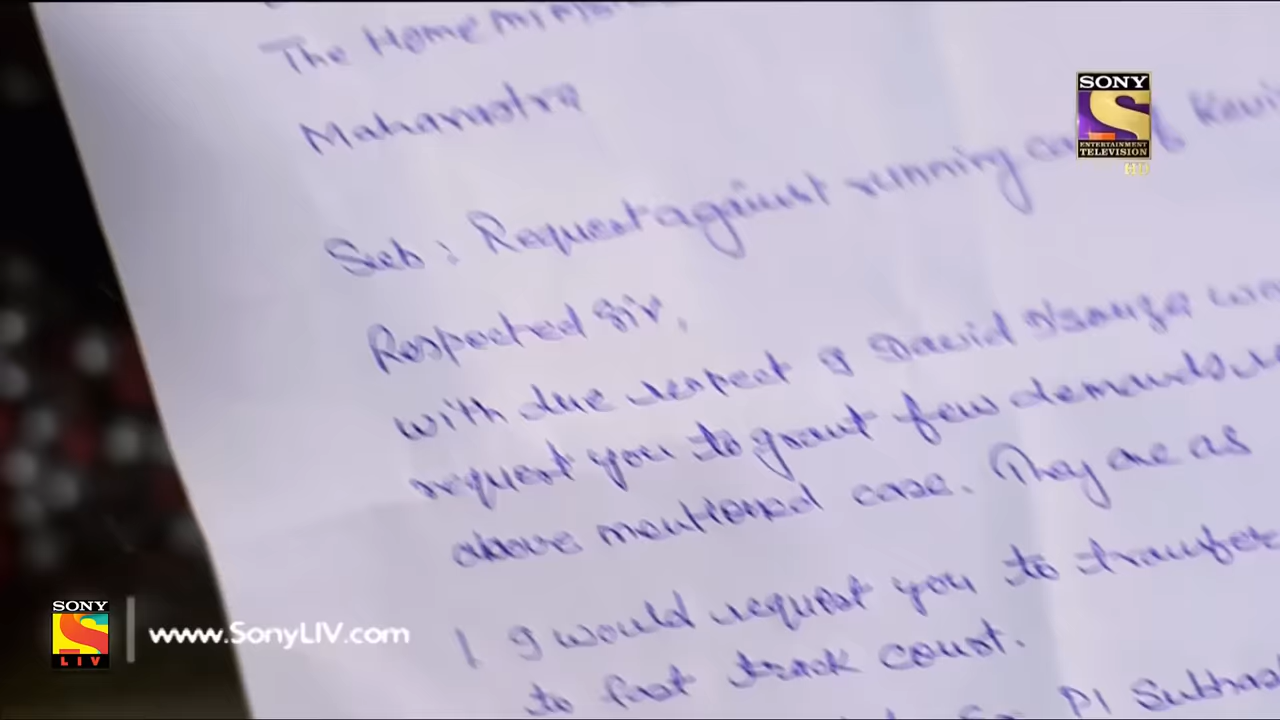 The Home
Maharastra
Sub: Request against running of
Respected Sir,
with due respect I David D'souza
request you to grant few demands
above mentioned case. They are as
1. I would request you to
to fast track court.
PI
SONY
ENTERTAINMENT
TELEVISION
HD
SONY
LIV
www.SonyLIV.com